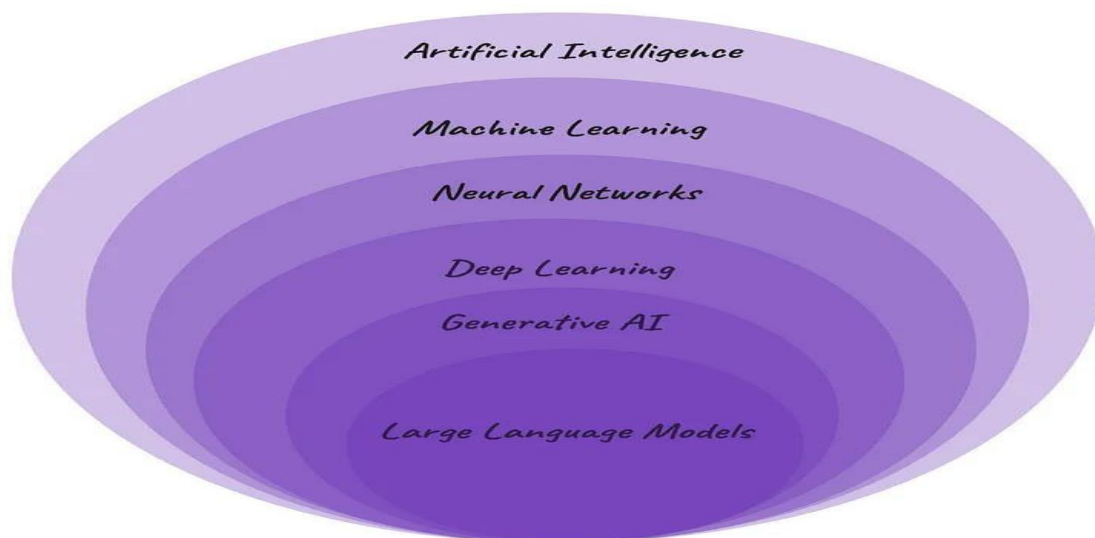 Artificial Intelligence
Machine Learning
Neural Networks
Deep Learning
Generative AI
Large Language Models